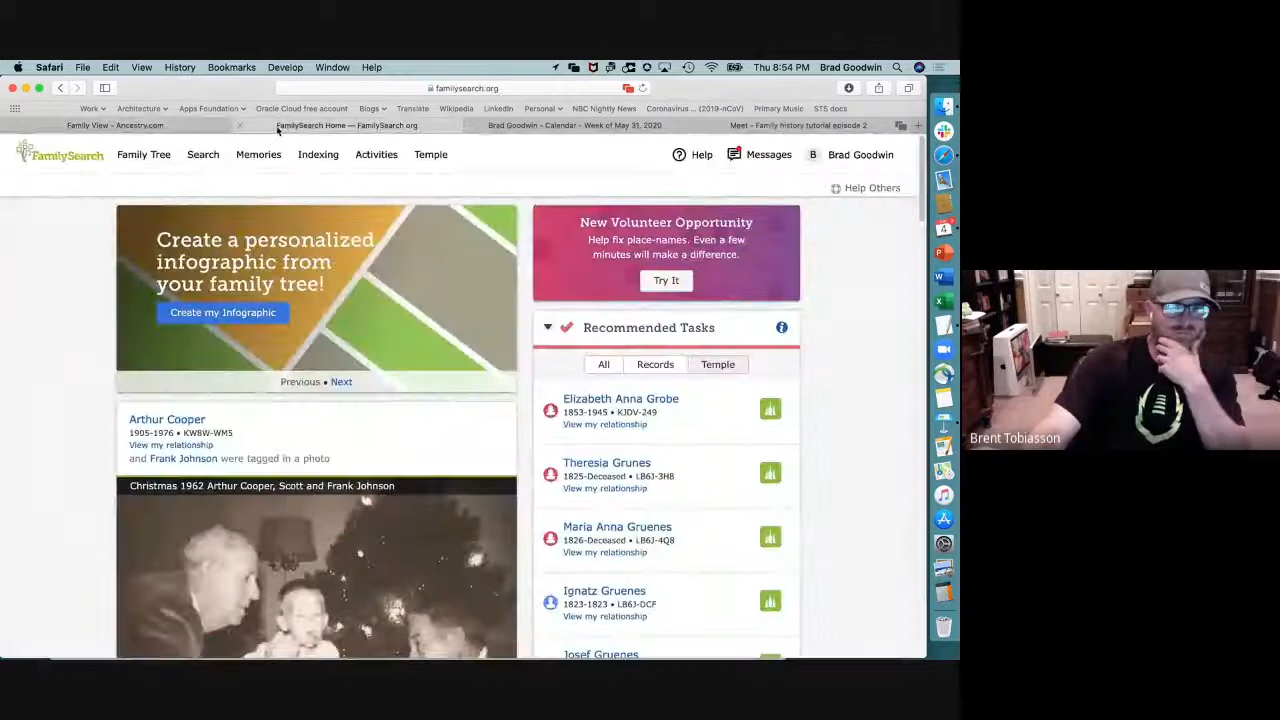 Safari File Edit View History Bookmarks Develop Window Help Thu 8:54 PM Brad Goodwin
familysearch.org
Work Architecture Apps Foundation Oracle Cloud free account Blogs Translate Wikipedia LinkedIn Personal NBC Nightly News Coronavirus ... (2019-nCoV) Primary Music STS docs
Family View - Ancestry.com FamilySearch Home — FamilySearch.org Brad Goodwin - Calendar - Week of May 31, 2020 Meet - Family history tutorial episode 2
FamilySearch Family Tree Search Memories Indexing Activities Temple Help Messages B Brad Goodwin
Help Others
Create a personalized
infographic from
your family tree!
Create my Infographic
Previous • Next
New Volunteer Opportunity
Help fix place-names. Even a few
minutes will make a difference.
Try It
Recommended Tasks
All Records Temple
Arthur Cooper
1905-1976 • KW8W-WM5
View my relationship
and Frank Johnson were tagged in a photo
Christmas 1962 Arthur Cooper, Scott and Frank Johnson
Elizabeth Anna Grobe
1853-1945 • KJDV-249
View my relationship
Theresia Grunes
1825-Deceased • LB6J-3H8
View my relationship
Maria Anna Gruenes
1826-Deceased • LB6J-4Q8
View my relationship
Ignatz Gruenes
1823-1823 • LB6J-DCF
View my relationship
Josef Gruenes
Brent Tobiasson